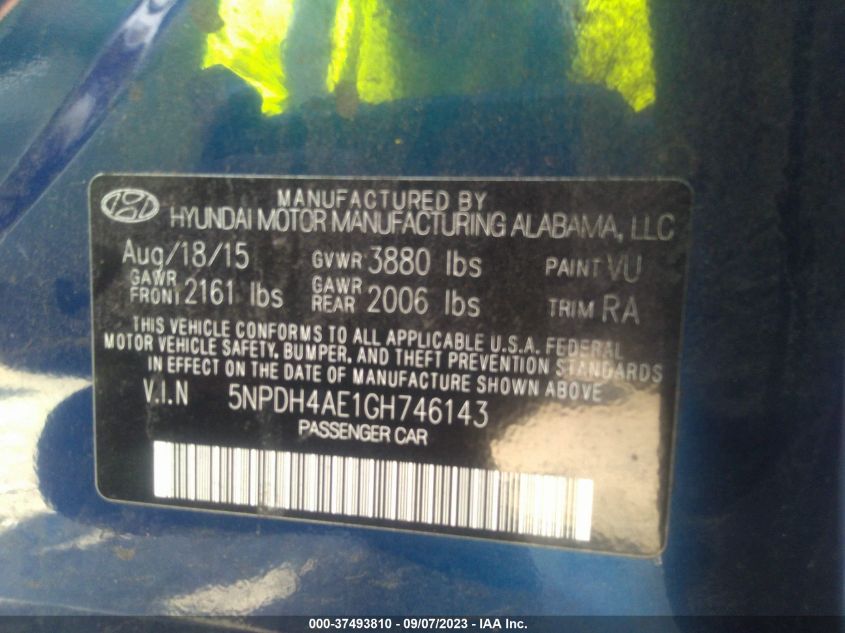 MANUFACTURED BY
HYUNDAI MOTOR MANUFACTURING ALABAMA, LLC
Aug/18/15 GVWR 3880 lbs PAINT VU
GAWR FRONT 2161 lbs GAWR REAR 2006 lbs TRIM RA
THIS VEHICLE CONFORMS TO ALL APPLICABLE U.S.A. FEDERAL
MOTOR VEHICLE SAFETY, BUMPER, AND THEFT PREVENTION STANDARDS
IN EFFECT ON THE DATE OF MANUFACTURE SHOWN ABOVE
V.I.N 5NPDH4AE1GH746143
PASSENGER CAR
000-37493810 - 09/07/2023 - IAA Inc.